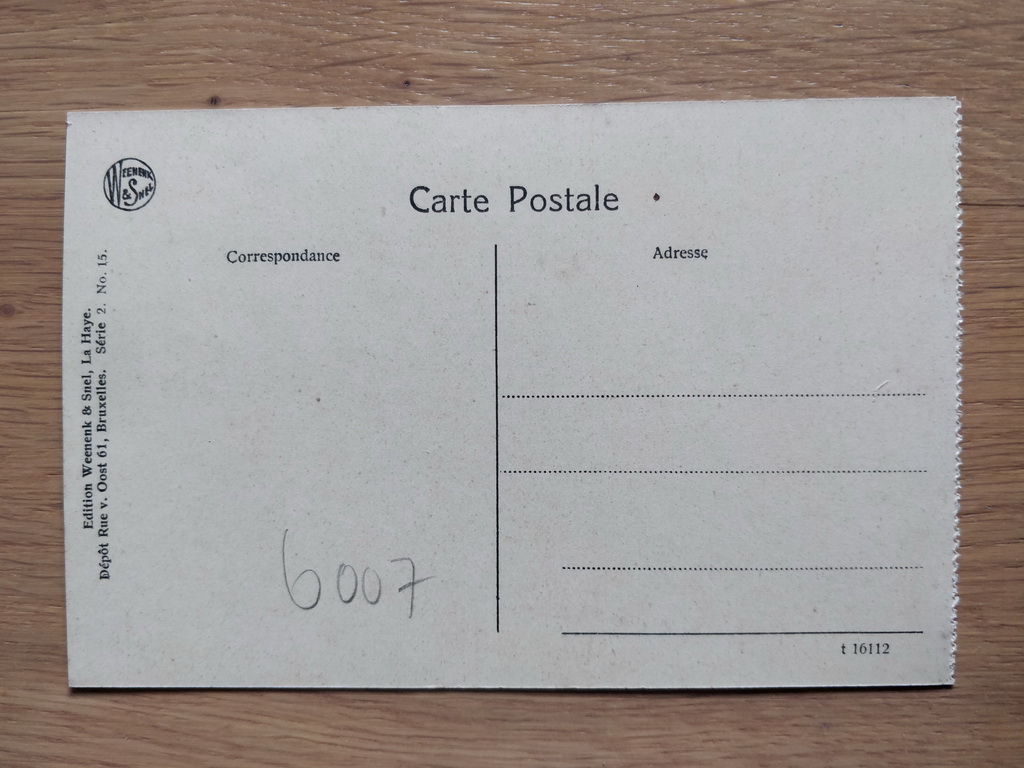 WEENENK
& SNEL
Carte Postale
Correspondance
Adresse
Edition Weenenk & Snel, La Haye.
Dépôt Rue v. Oost 61, Bruxelles. Série 2. No. 15.
6007
t 16112